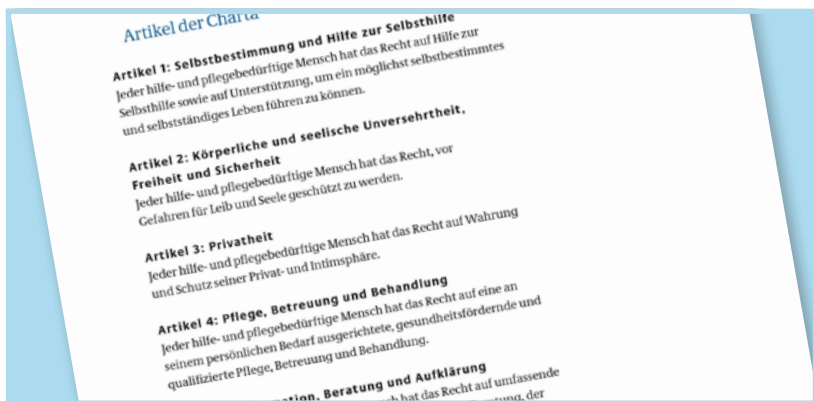 Artikel der Charta
Artikel 1: Selbstbestimmung und Hilfe zur Selbsthilfe
Jeder hilfe- und pflegebedürftige Mensch hat das Recht auf Hilfe zur
Selbsthilfe sowie auf Unterstützung, um ein möglichst selbstbestimmtes
und selbstständiges Leben führen zu können.
Artikel 2: Körperliche und seelische Unversehrtheit,
Freiheit und Sicherheit
Jeder hilfe- und pflegebedürftige Mensch hat das Recht, vor
Gefahren für Leib und Seele geschützt zu werden.
Artikel 3: Privatheit
Jeder hilfe- und pflegebedürftige Mensch hat das Recht auf Wahrung
und Schutz seiner Privat- und Intimsphäre.
Artikel 4: Pflege, Betreuung und Behandlung
Jeder hilfe- und pflegebedürftige Mensch hat das Recht auf eine an
seinem persönlichen Bedarf ausgerichtete, gesundheitsfördernde und
qualifizierte Pflege, Betreuung und Behandlung.
Beratung und Aufklärung
hat das Recht auf umfassende
der